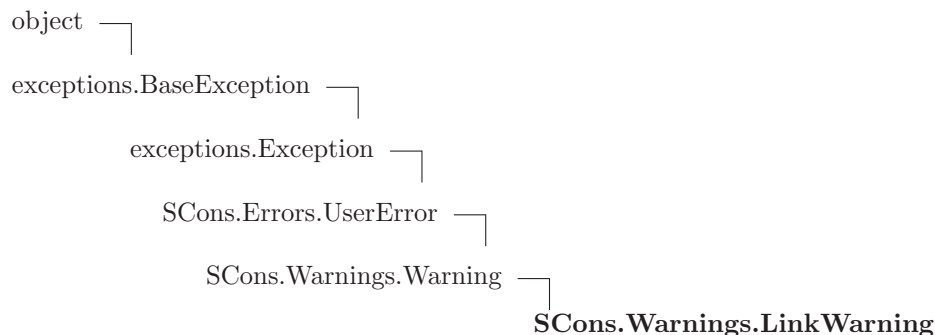 object
exceptions.BaseException
exceptions.Exception
SCons.Errors.UserError
SCons.Warnings.Warning
SCons.Warnings.LinkWarning